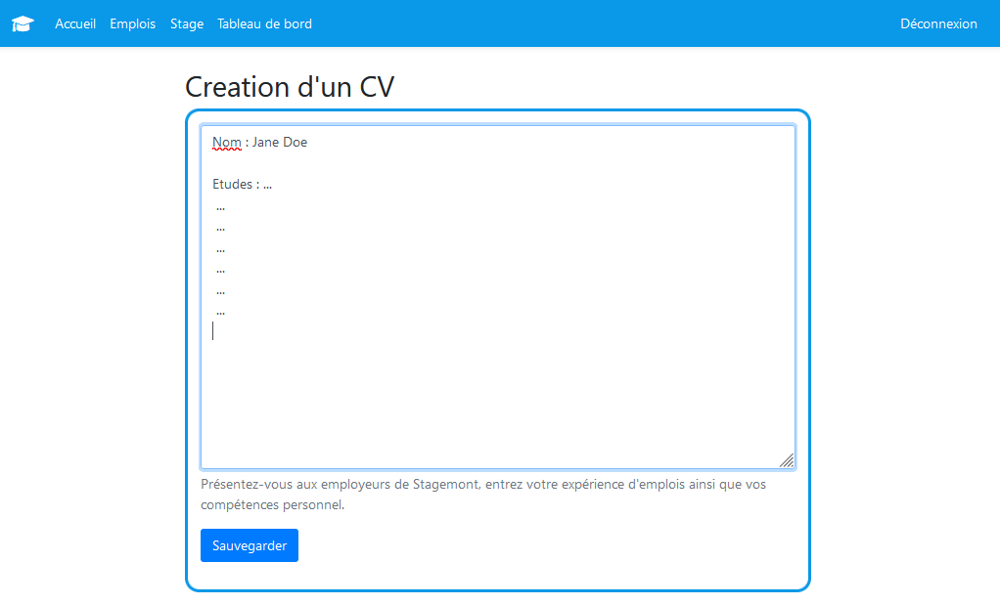 Accueil Emplois Stage Tableau de bord Déconnexion
Creation d'un CV
Nom : Jane Doe
Etudes : ...
...
...
...
...
...
...
Présentez-vous aux employeurs de Stagemont, entrez votre expérience d'emplois ainsi que vos
compétences personnel.
Sauvegarder